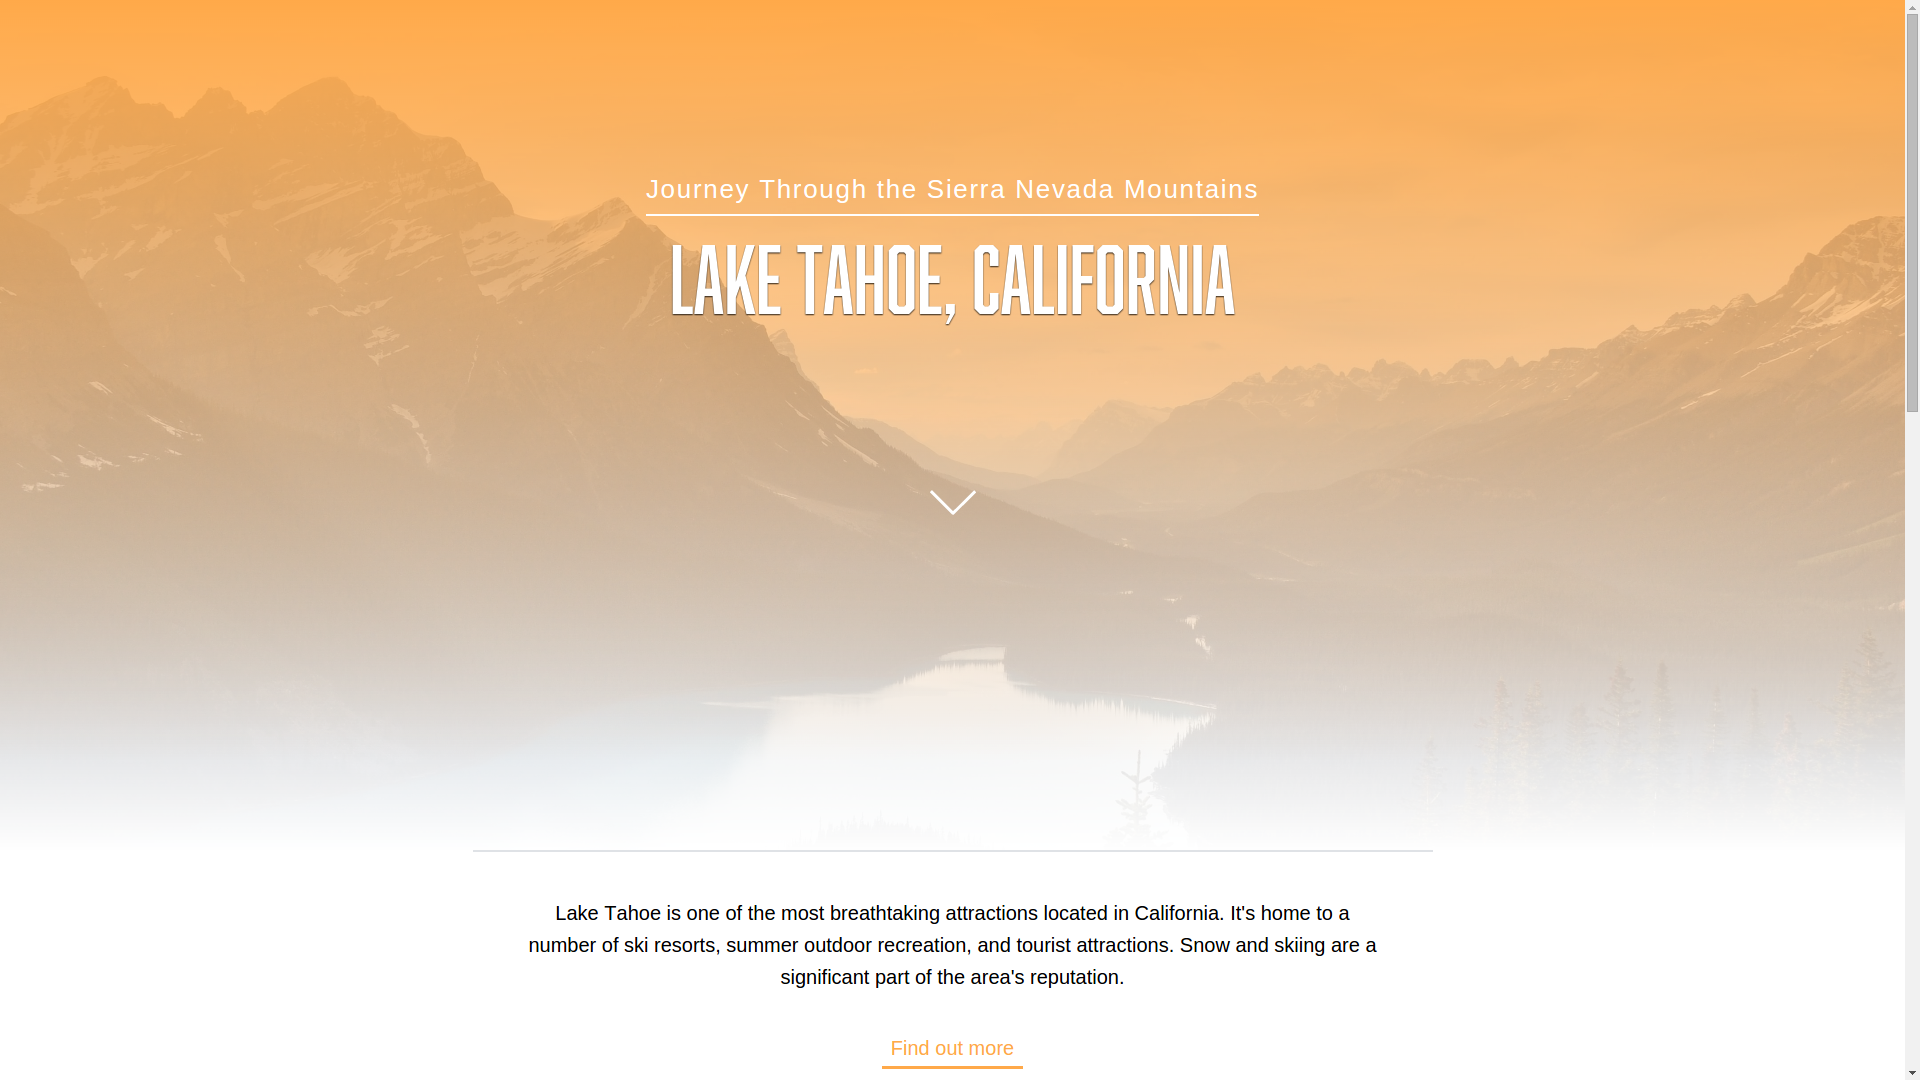 Journey Through the Sierra Nevada Mountains
LAKE TAHOE, CALIFORNIA
Lake Tahoe is one of the most breathtaking attractions located in California. It's home to a
number of ski resorts, summer outdoor recreation, and tourist attractions. Snow and skiing are a
significant part of the area's reputation.
Find out more